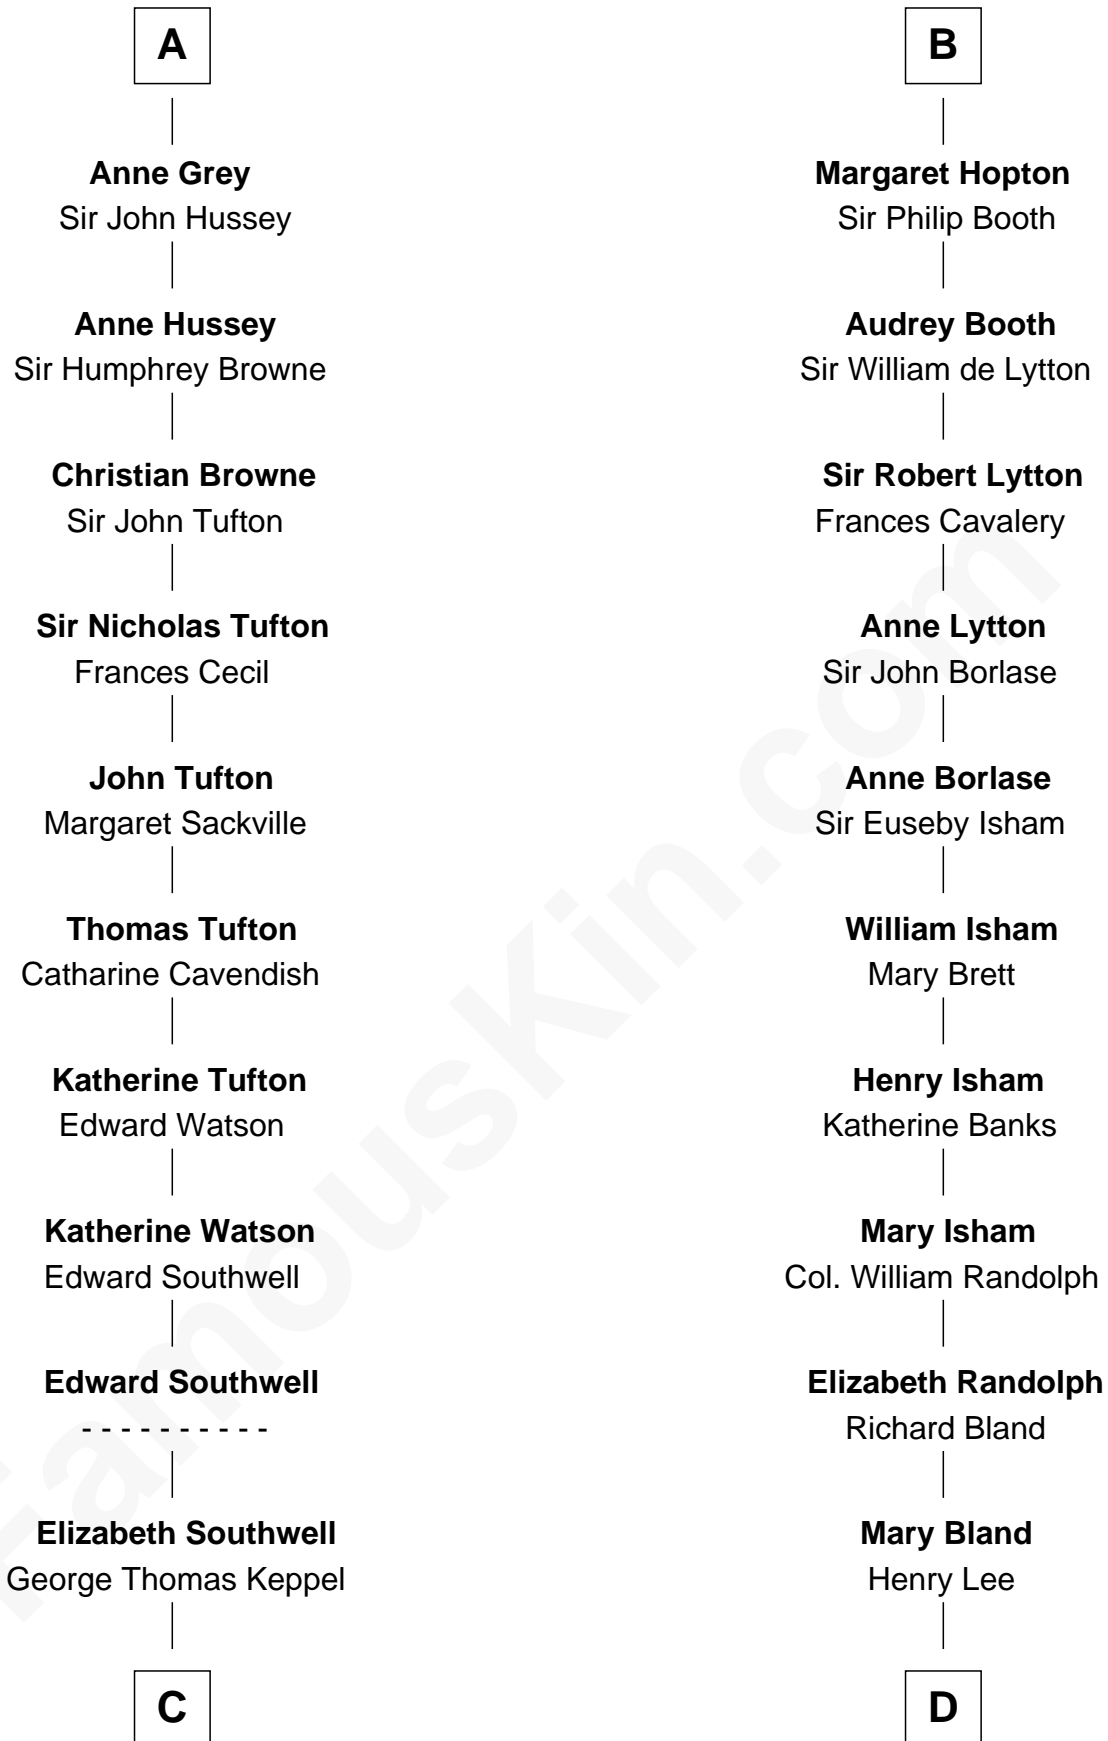 A
Anne Grey
Sir John Hussey
Anne Hussey
Sir Humphrey Browne
Christian Browne
Sir John Tufton
Sir Nicholas Tufton
Frances Cecil
John Tufton
Margaret Sackville
Thomas Tufton
Catharine Cavendish
Katherine Tufton
Edward Watson
Katherine Watson
Edward Southwell
Edward Southwell
- - - - - - - - - -
Elizabeth Southwell
George Thomas Keppel
C
B
Margaret Hopton
Sir Philip Booth
Audrey Booth
Sir William de Lytton
Sir Robert Lytton
Frances Cavalery
Anne Lytton
Sir John Borlase
Anne Borlase
Sir Euseby Isham
William Isham
Mary Brett
Henry Isham
Katherine Banks
Mary Isham
Col. William Randolph
Elizabeth Randolph
Richard Bland
Mary Bland
Henry Lee
D
FamousKin.com